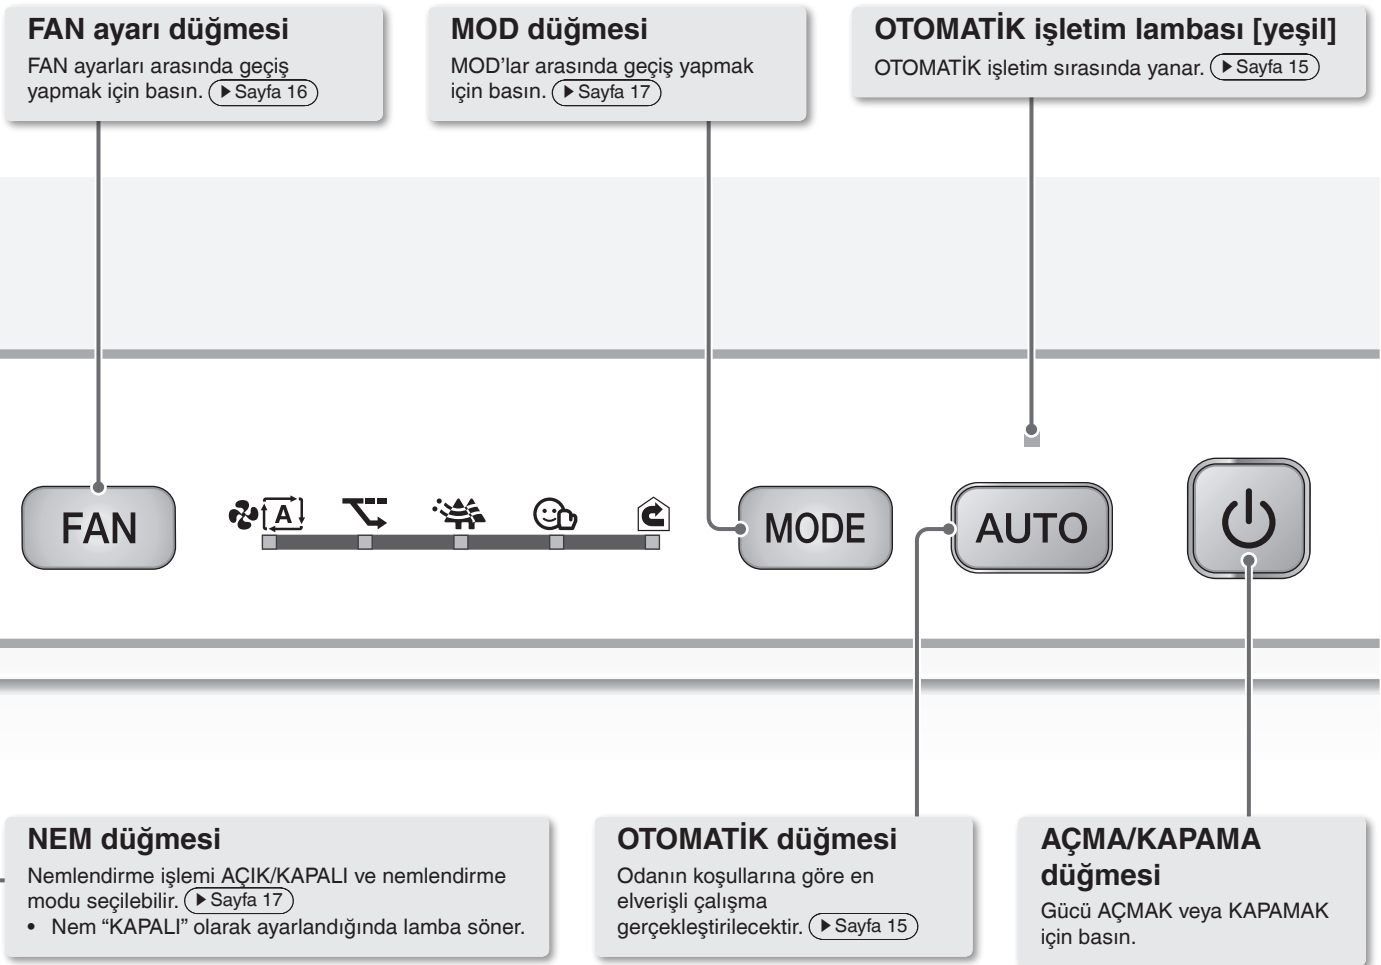 FAN ayarı düğmesi
FAN ayarları arasında geçiş
yapmak için basın. ▶ Sayfa 16
MOD düğmesi
MOD’lar arasında geçiş yapmak
için basın. ▶ Sayfa 17
OTOMATİK işletim lambası [yeşil]
OTOMATİK işletim sırasında yanar. ▶ Sayfa 15
FAN
A
MODE
AUTO
NEM düğmesi
Nemlendirme işlemi AÇIK/KAPALI ve nemlendirme
modu seçilebilir. ▶ Sayfa 17
• Nem “KAPALI” olarak ayarlandığında lamba söner.
OTOMATİK düğmesi
Odanın koşullarına göre en
elverişli çalışma
gerçekleştirilecektir. ▶ Sayfa 15
AÇMA/KAPAMA
düğmesi
Gücü AÇMAK veya KAPAMAK
için basın.